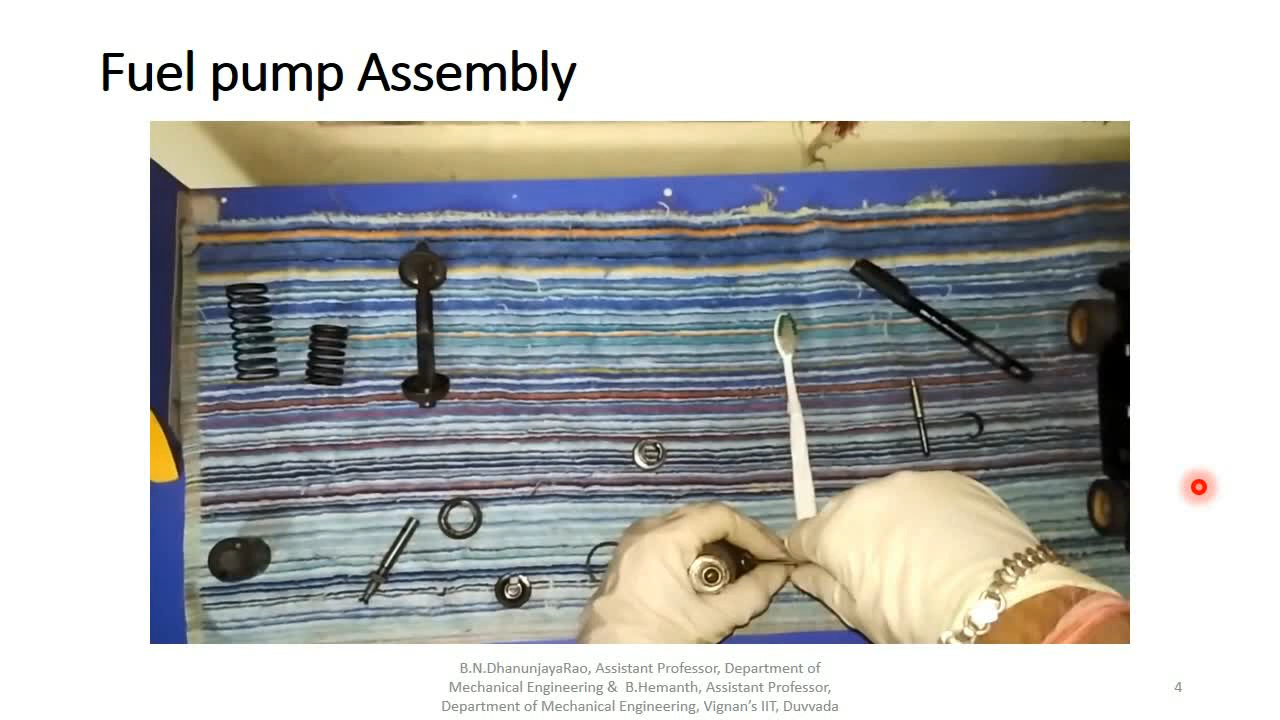 Fuel pump Assembly
B.N.DhanunjayaRao, Assistant Professor, Department of
Mechanical Engineering & B.Hemanth, Assistant Professor,
Department of Mechanical Engineering, Vignan’s IIT, Duvvada
4